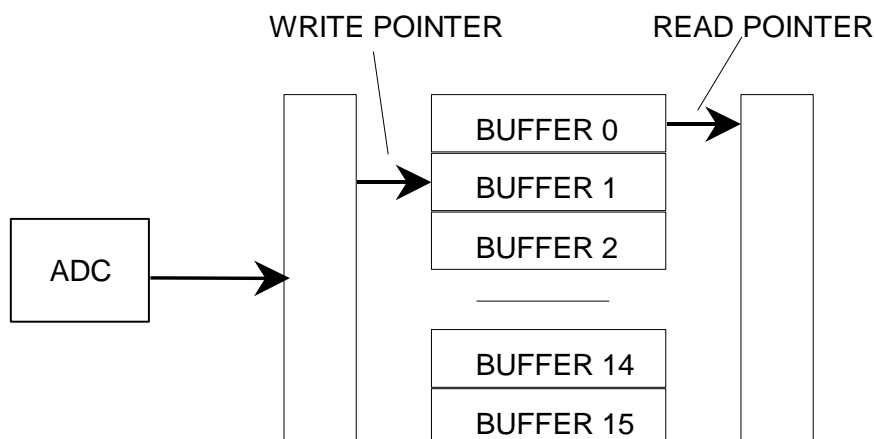 WRITE POINTER READ POINTER
BUFFER 0
BUFFER 1
BUFFER 2
ADC
BUFFER 14
BUFFER 15